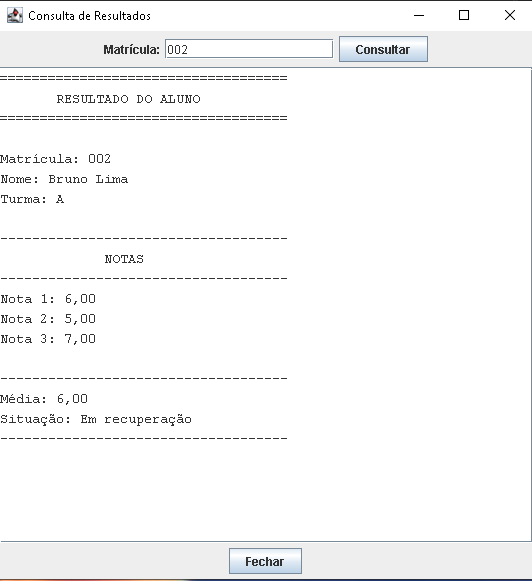 Consulta de Resultados
Matrícula: 002 Consultar
====================================
RESULTADO DO ALUNO
====================================
Matrícula: 002
Nome: Bruno Lima
Turma: A
------------------------------------
NOTAS
------------------------------------
Nota 1: 6,00
Nota 2: 5,00
Nota 3: 7,00
------------------------------------
Média: 6,00
Situação: Em recuperação
------------------------------------
Fechar